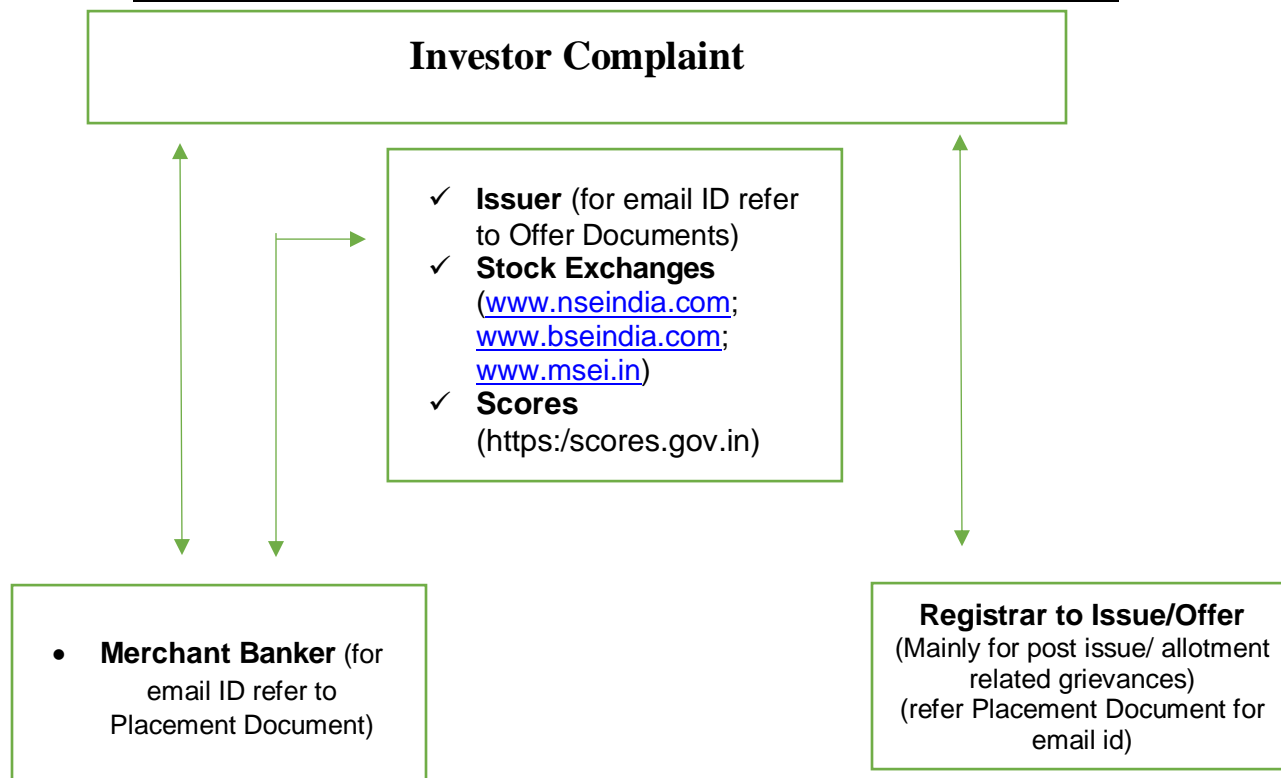 Investor Complaint
✓ Issuer (for email ID refer
to Offer Documents)
✓ Stock Exchanges
(www.nseindia.com;
www.bseindia.com;
www.msei.in)
✓ Scores
(https:/scores.gov.in)
• Merchant Banker (for
email ID refer to
Placement Document)
Registrar to Issue/Offer
(Mainly for post issue/ allotment
related grievances)
(refer Placement Document for
email id)